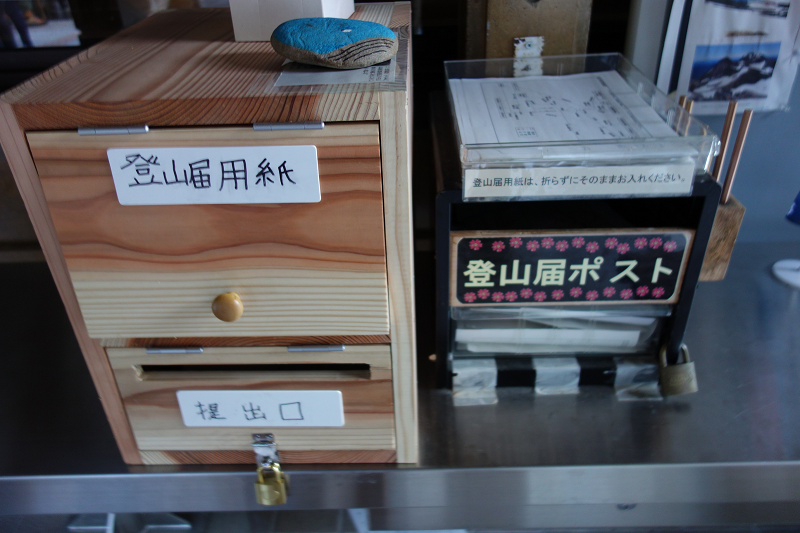 登山届用紙
提出口
登山届用紙は、折らずにそのままお入れください。
登山届ポスト